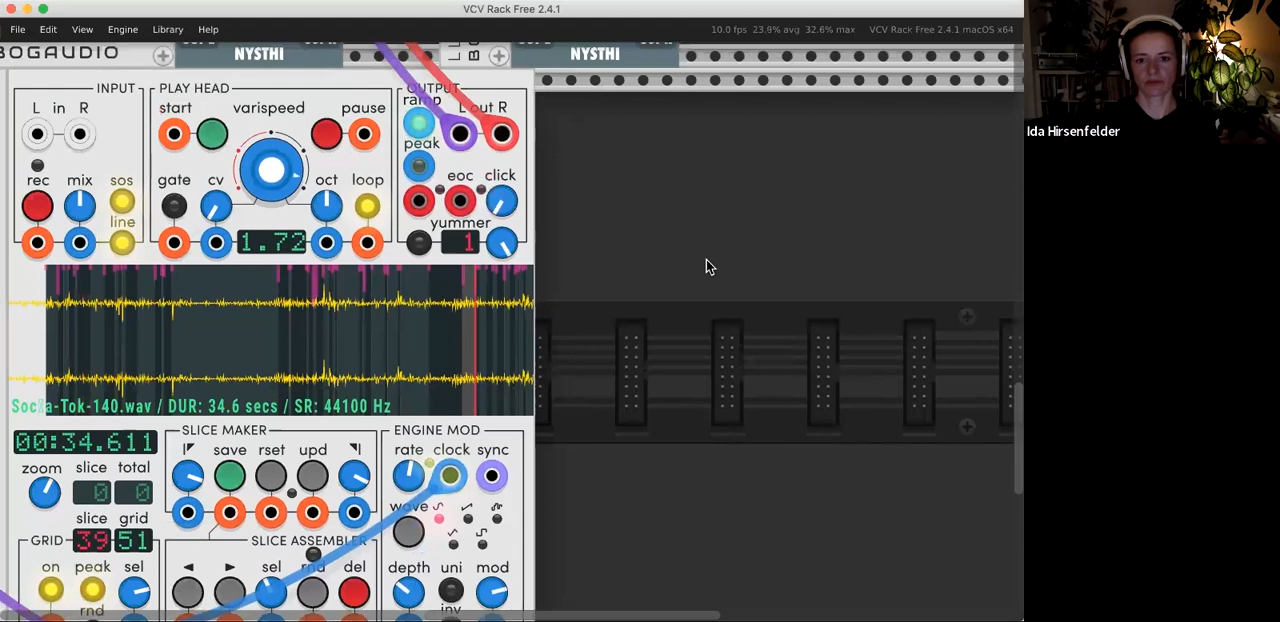 VCV Rack Free 2.4.1
File Edit View Engine Library Help
10.0 fps 23.9% avg 32.6% max VCV Rack Free 2.4.1 macOS x64
BOGAUDIO NYSTHI NYSTHI
INPUT PLAY HEAD OUTPUT
L in R start varispeed pause ramp L out R
peak
rec mix sos gate cv oct loop eoc click
line yummer
1.72 1
Socia-Tok-140.wav / DUR: 34.6 secs / SR: 44100 Hz
00:34.611 SLICE MAKER ENGINE MOD
zoom slice total save rset upd rate clock sync
0 0
slice grid wave
39 51
GRID SLICE ASSEMBLER
on peak sel sel rnd del depth uni mod
rnd inv
Ida Hirsenfelder